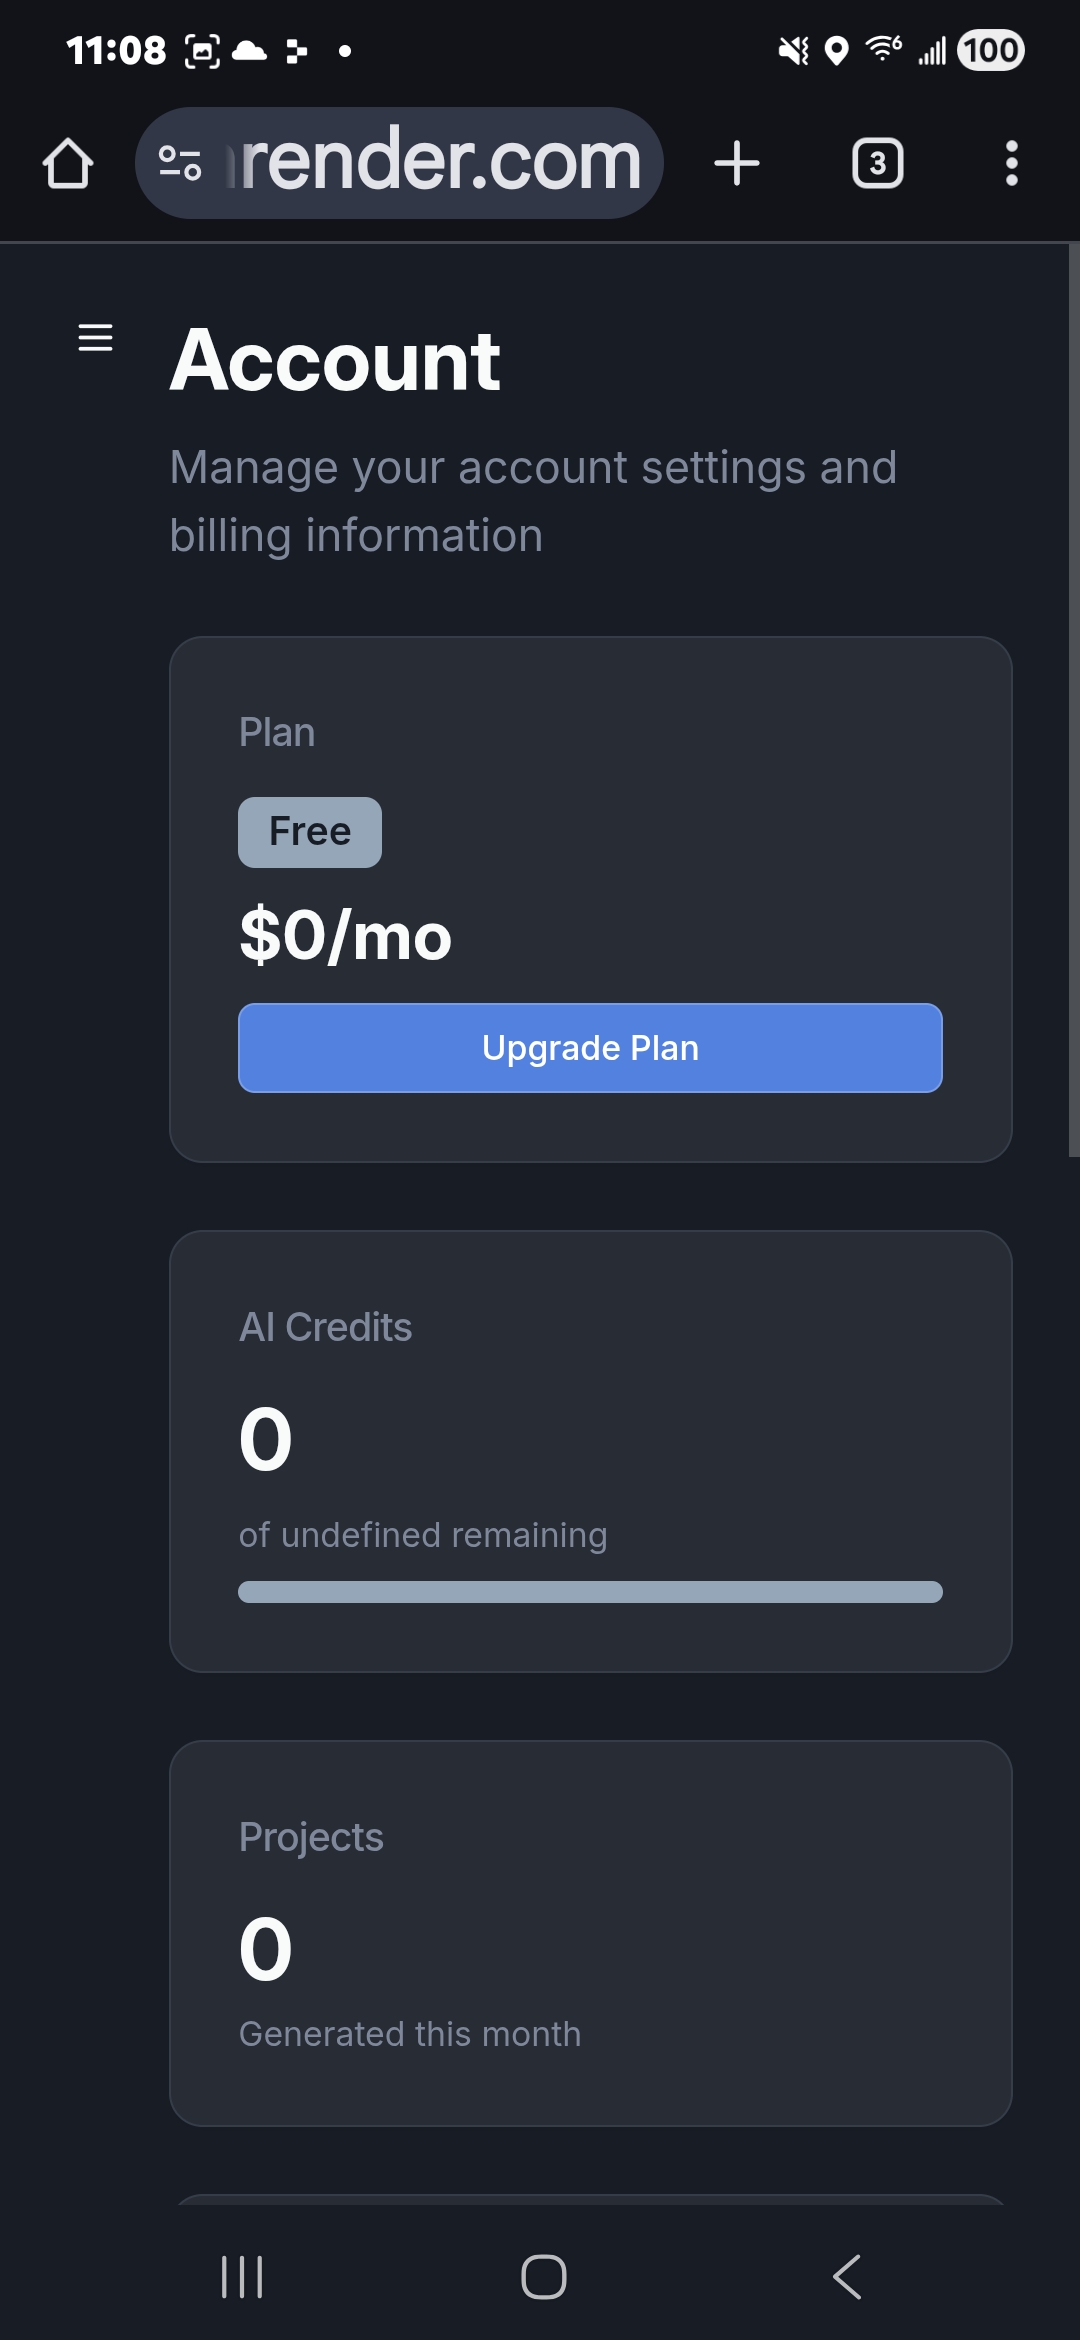 11:08
6
100
render.com
3
Account
Manage your account settings and
billing information
Plan
Free
$0/mo
Upgrade Plan
AI Credits
0
of undefined remaining
Projects
0
Generated this month